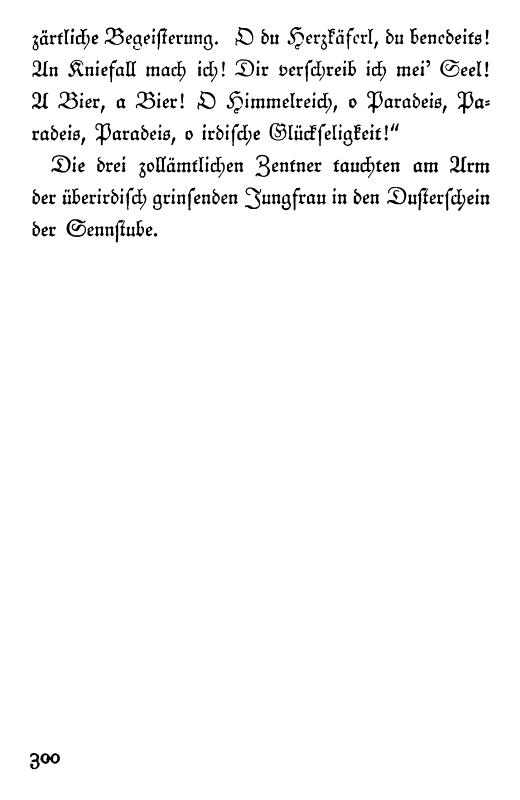 zärtliche Begeisterung. O du Herzkäferl, du benedeits!
An Kniefall mach ich! Dir verschreib ich mei’ Seel!
A Bier, a Bier! O Himmelreich, o Paradeis, Pa-
radeis, Paradeis, o irdische Glückseligkeit!“
Die drei zollämtlichen Zentner tauchten am Arm
der überirdisch grinsenden Jungfrau in den Dusterschein
der Sennstube.
300